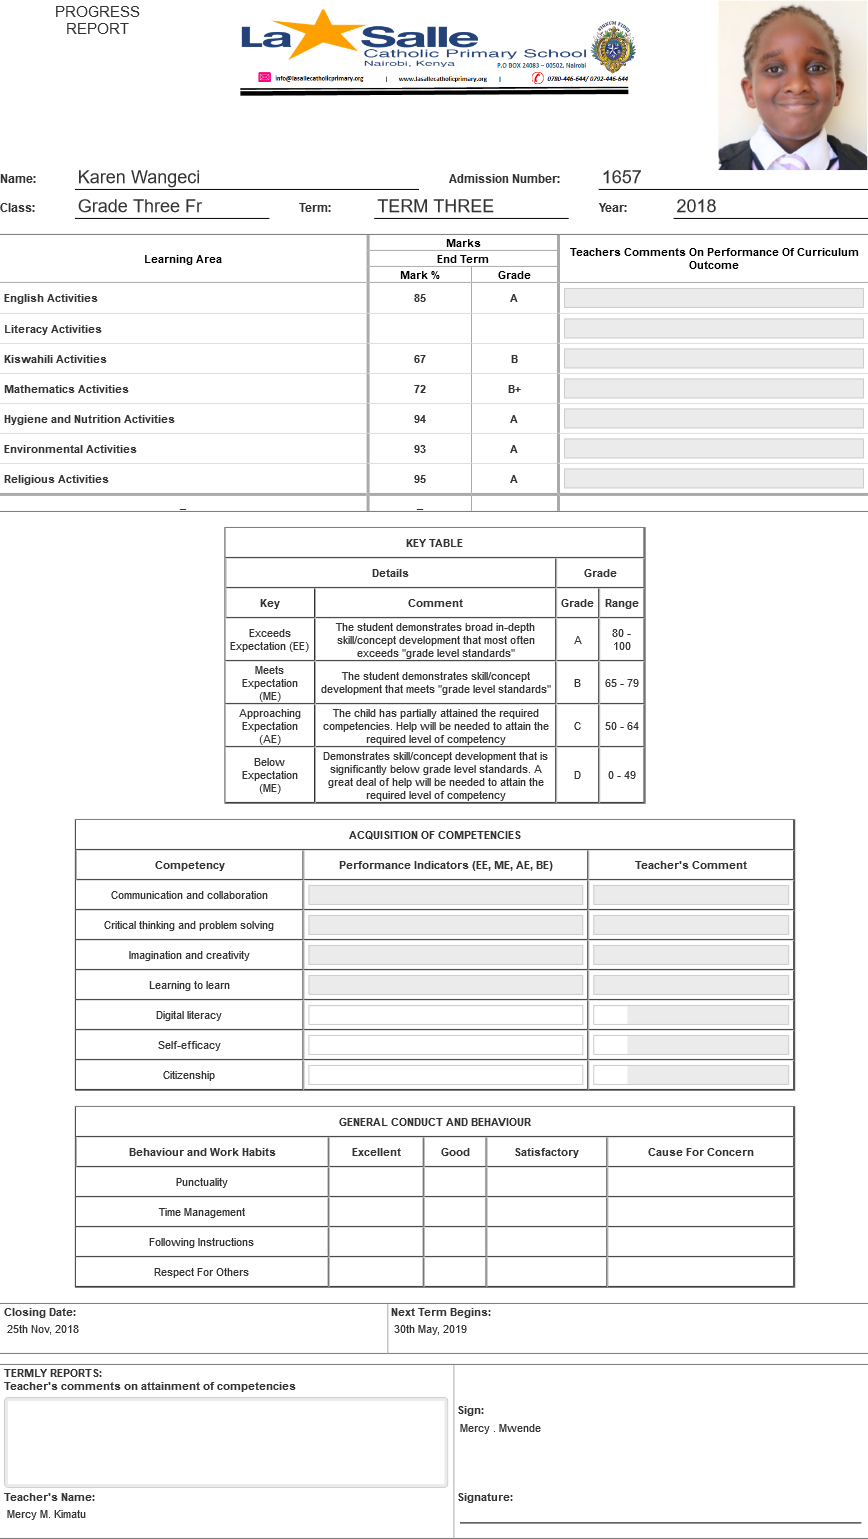 PROGRESS
REPORT
La Salle
Catholic Primary School
Nairobi, Kenya
P.O BOX 24083 – 00502, Nairobi
info@lasallecatholicprimary.org | www.lasallecatholicprimary.org | 0780-446-644/ 0792-446-644
Name: Karen Wangeci Admission Number: 1657
Class: Grade Three Fr Term: TERM THREE Year: 2018
Learning Area Marks Teachers Comments On Performance Of Curriculum Outcome
End Term
Mark % Grade
English Activities 85 A
Literacy Activities
Kiswahili Activities 67 B
Mathematics Activities 72 B+
Hygiene and Nutrition Activities 94 A
Environmental Activities 93 A
Religious Activities 95 A
_ _
KEY TABLE
Details Grade
Key Comment Grade Range
Exceeds Expectation (EE) The student demonstrates broad in-depth skill/concept development that most often exceeds "grade level standards" A 80 - 100
Meets Expectation (ME) The student demonstrates skill/concept development that meets "grade level standards" B 65 - 79
Approaching Expectation (AE) The child has partially attained the required competencies. Help will be needed to attain the required level of competency C 50 - 64
Below Expectation (ME) Demonstrates skill/concept development that is significantly below grade level standards. A great deal of help will be needed to attain the required level of competency D 0 - 49
ACQUISITION OF COMPETENCIES
Competency Performance Indicators (EE, ME, AE, BE) Teacher's Comment
Communication and collaboration
Critical thinking and problem solving
Imagination and creativity
Learning to learn
Digital literacy
Self-efficacy
Citizenship
GENERAL CONDUCT AND BEHAVIOUR
Behaviour and Work Habits Excellent Good Satisfactory Cause For Concern
Punctuality
Time Management
Following Instructions
Respect For Others
Closing Date: Next Term Begins:
25th Nov, 2018 30th May, 2019
TERMLY REPORTS:
Teacher's comments on attainment of competencies
Sign:
Mercy . Mwende
Teacher's Name: Signature:
Mercy M. Kimatu